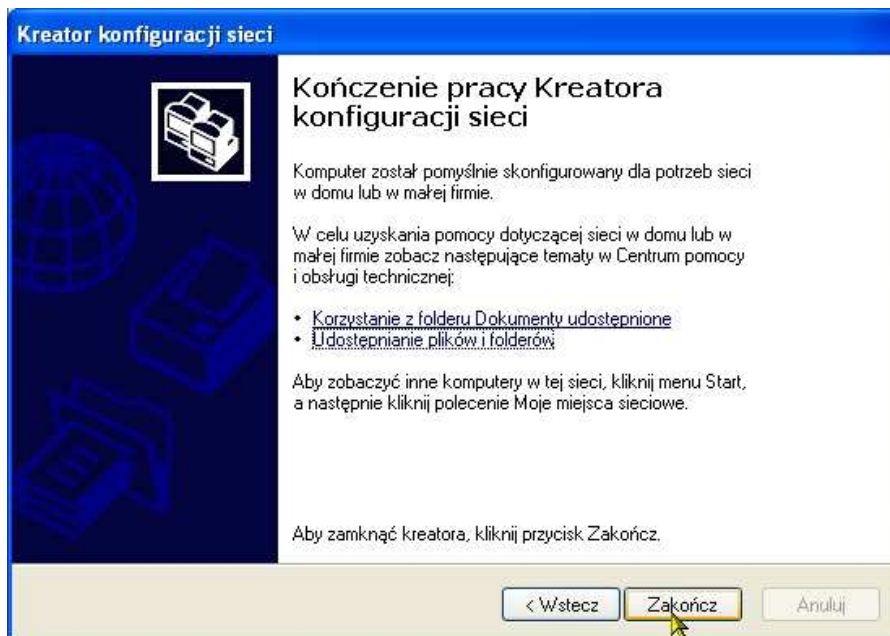 Kreator konfiguracji sieci
Kończenie pracy Kreatora
konfiguracji sieci
Komputer został pomyślnie skonfigurowany dla potrzeb sieci
w domu lub w małej firmie.
W celu uzyskania pomocy dotyczącej sieci w domu lub w
małej firmie zobacz następujące tematy w Centrum pomocy
i obsługi technicznej:
• Korzystanie z folderu Dokumenty udostępnione
• Udostępnianie plików i folderów
Aby zobaczyć inne komputery w tej sieci, kliknij menu Start,
a następnie kliknij polecenie Moje miejsca sieciowe.
Aby zamknąć kreatora, kliknij przycisk Zakończ.
< Wstecz Zakończ Anuluj